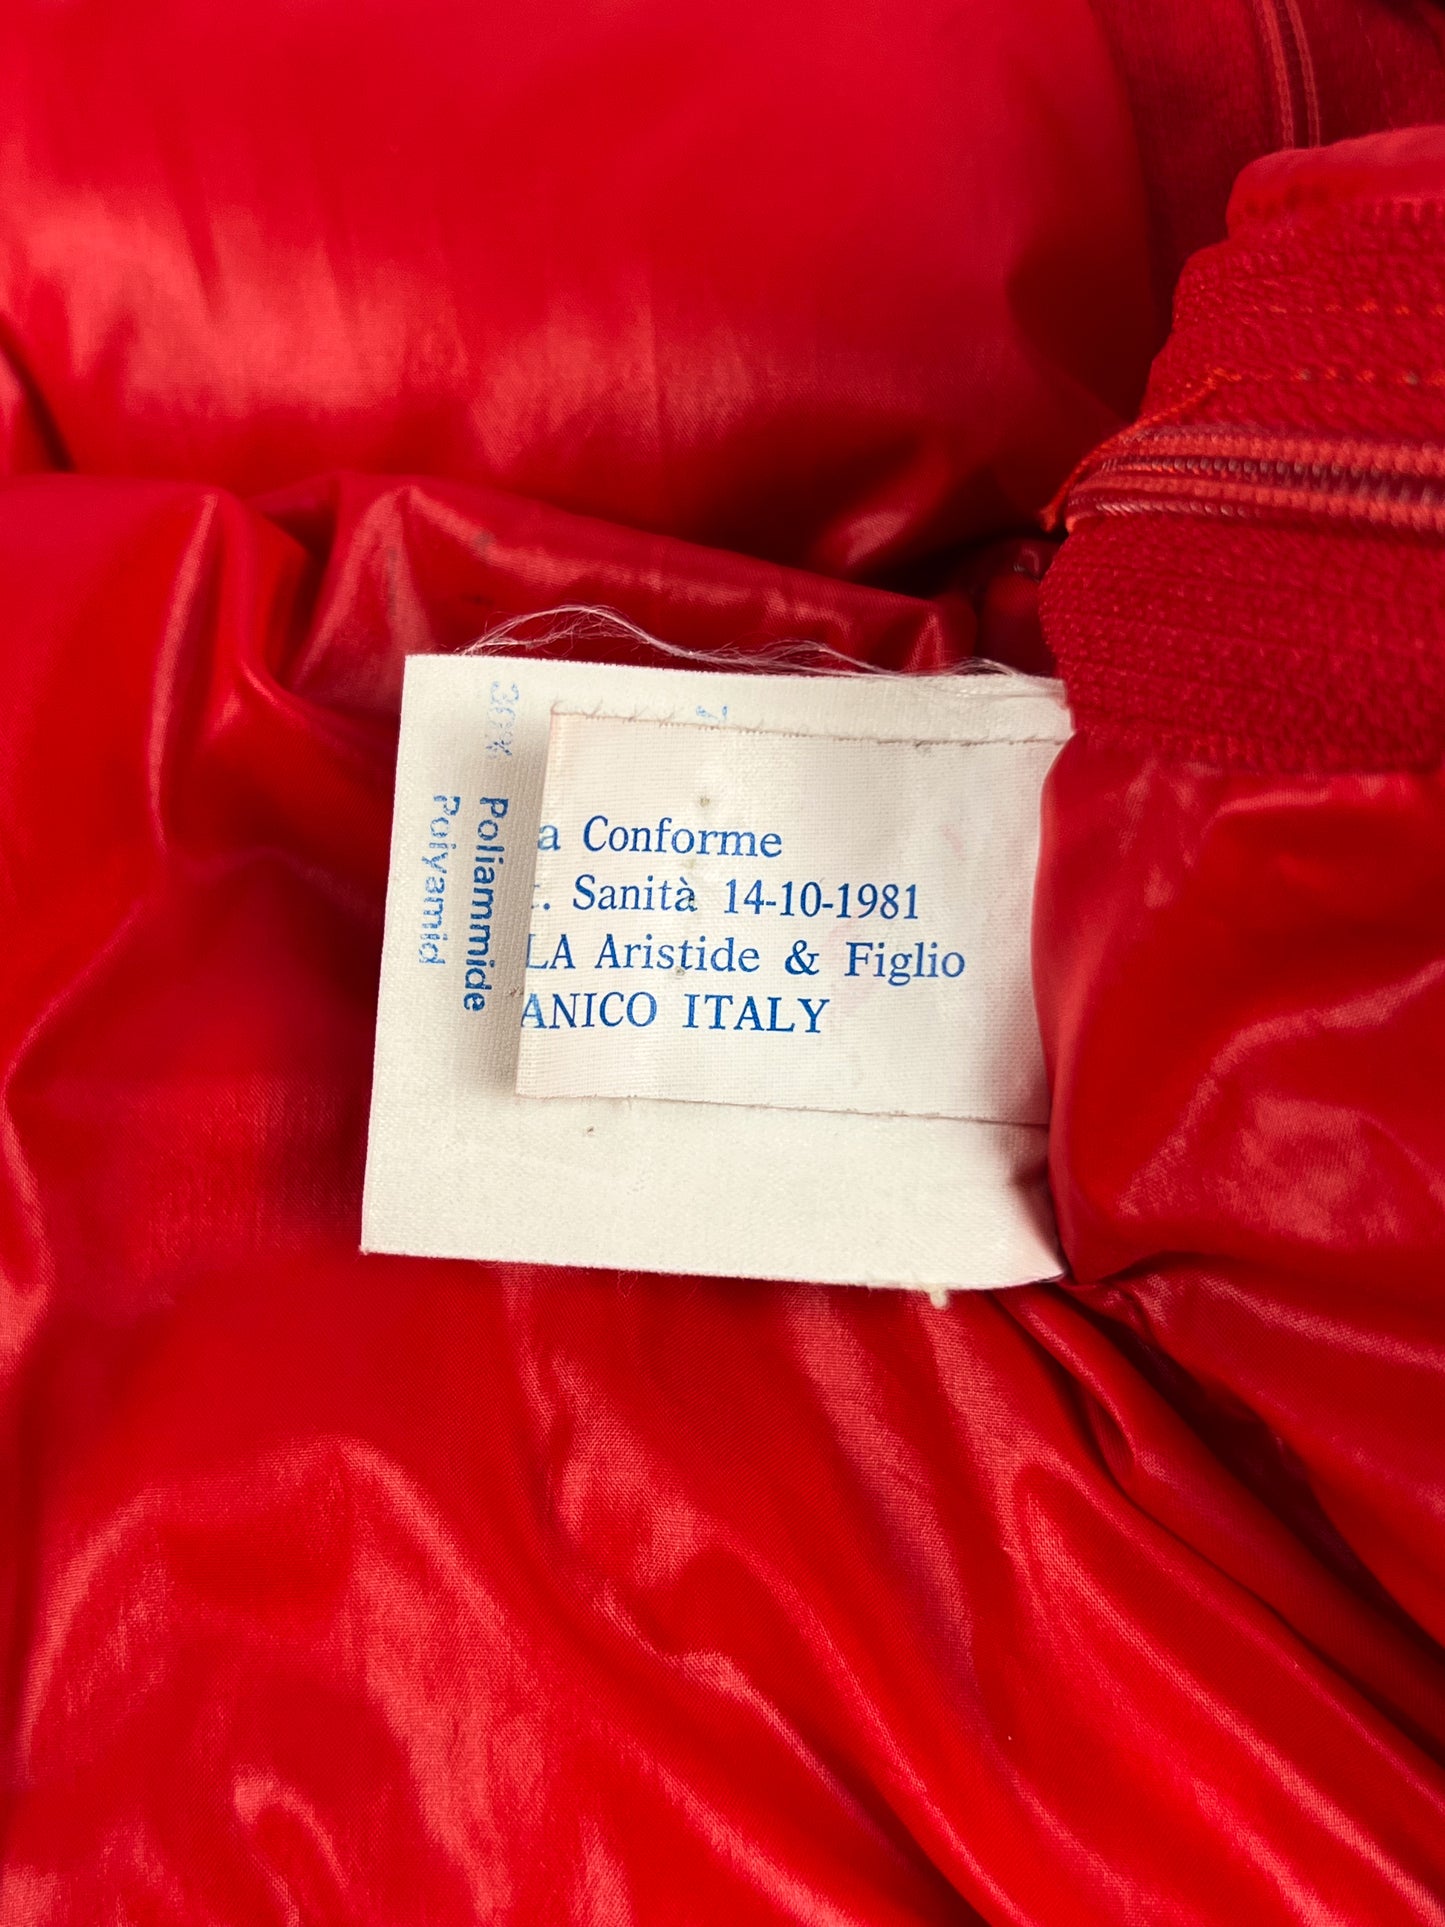 a Conforme
t. Sanità 14-10-1981
LA Aristide & Figlio
ANICO ITALY
Poliammide
Polyamid